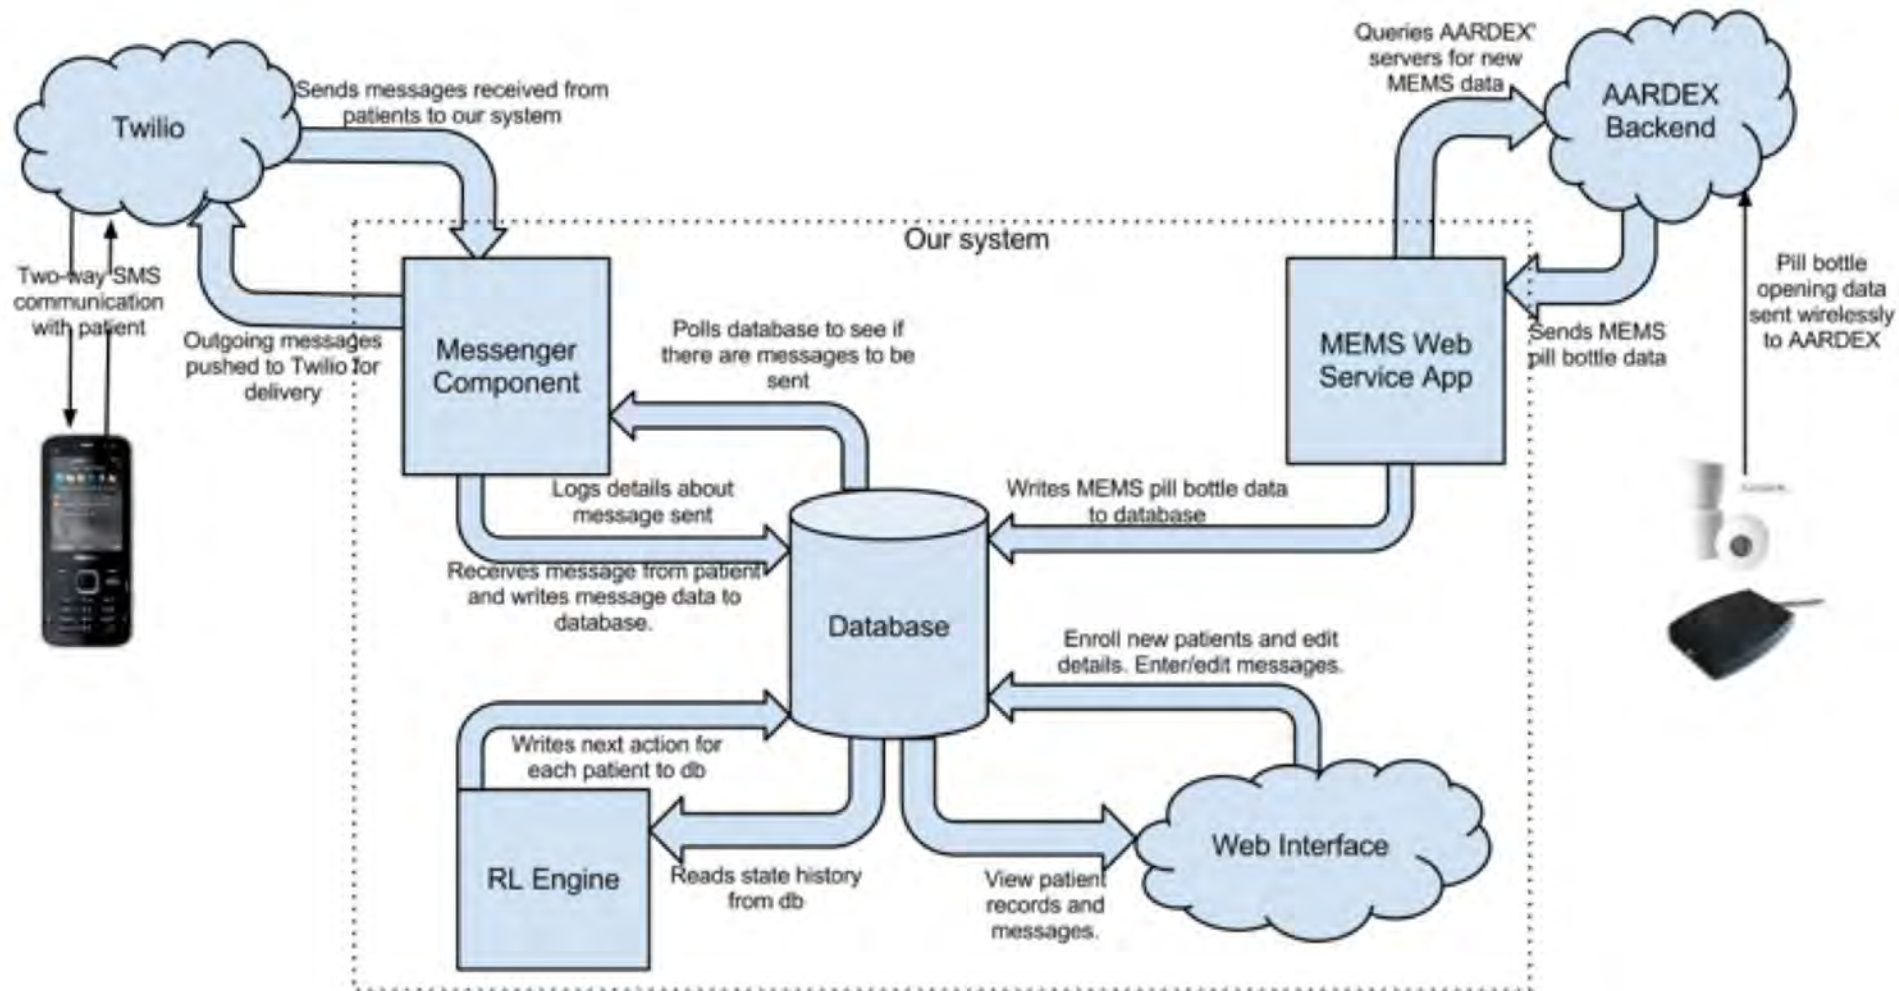 Twilio
Sends messages received from
patients to our system
Queries AARDEX'
servers for new
MEMS data
AARDEX
Backend
Our system
Two-way SMS
communication
with patient
Outgoing messages
pushed to Twilio for
delivery
Messenger
Component
Polls database to see if
there are messages to be
sent
MEMS Web
Service App
Sends MEMS
pill bottle data
Pill bottle
opening data
sent wirelessly
to AARDEX
Logs details about
message sent
Receives message from patient
and writes message data to
database.
Writes MEMS pill bottle data
to database
Database
Enroll new patients and edit
details. Enter/edit messages.
Writes next action for
each patient to db
RL Engine
Reads state history
from db
View patient
records and
messages.
Web Interface